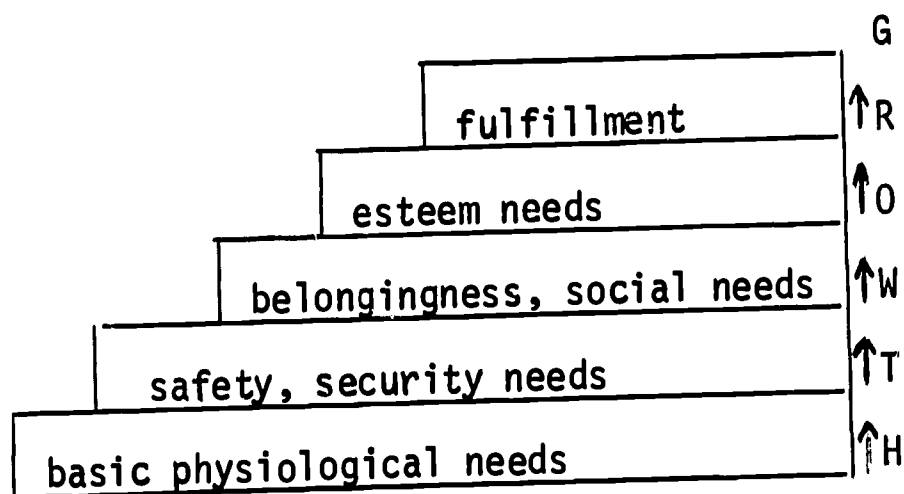 G
fulfillment ↑R
esteem needs ↑O
belongingness, social needs ↑W
safety, security needs ↑T
basic physiological needs ↑H